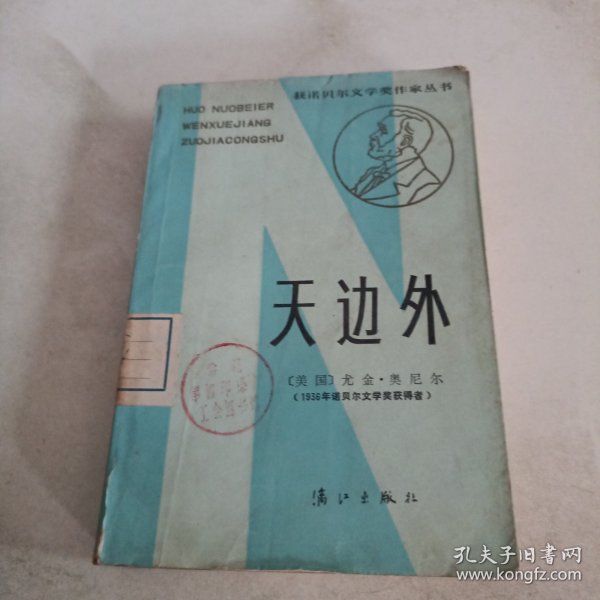 获诺贝尔文学奖作家丛书
HUO NUOBEIER
WENXUEJIANG
ZUOJIACONGSHU
天边外
〔美国〕尤金·奥尼尔
(1936年诺贝尔文学奖获得者)
漓江出版社
孔夫子旧书网
www.kongfz.com